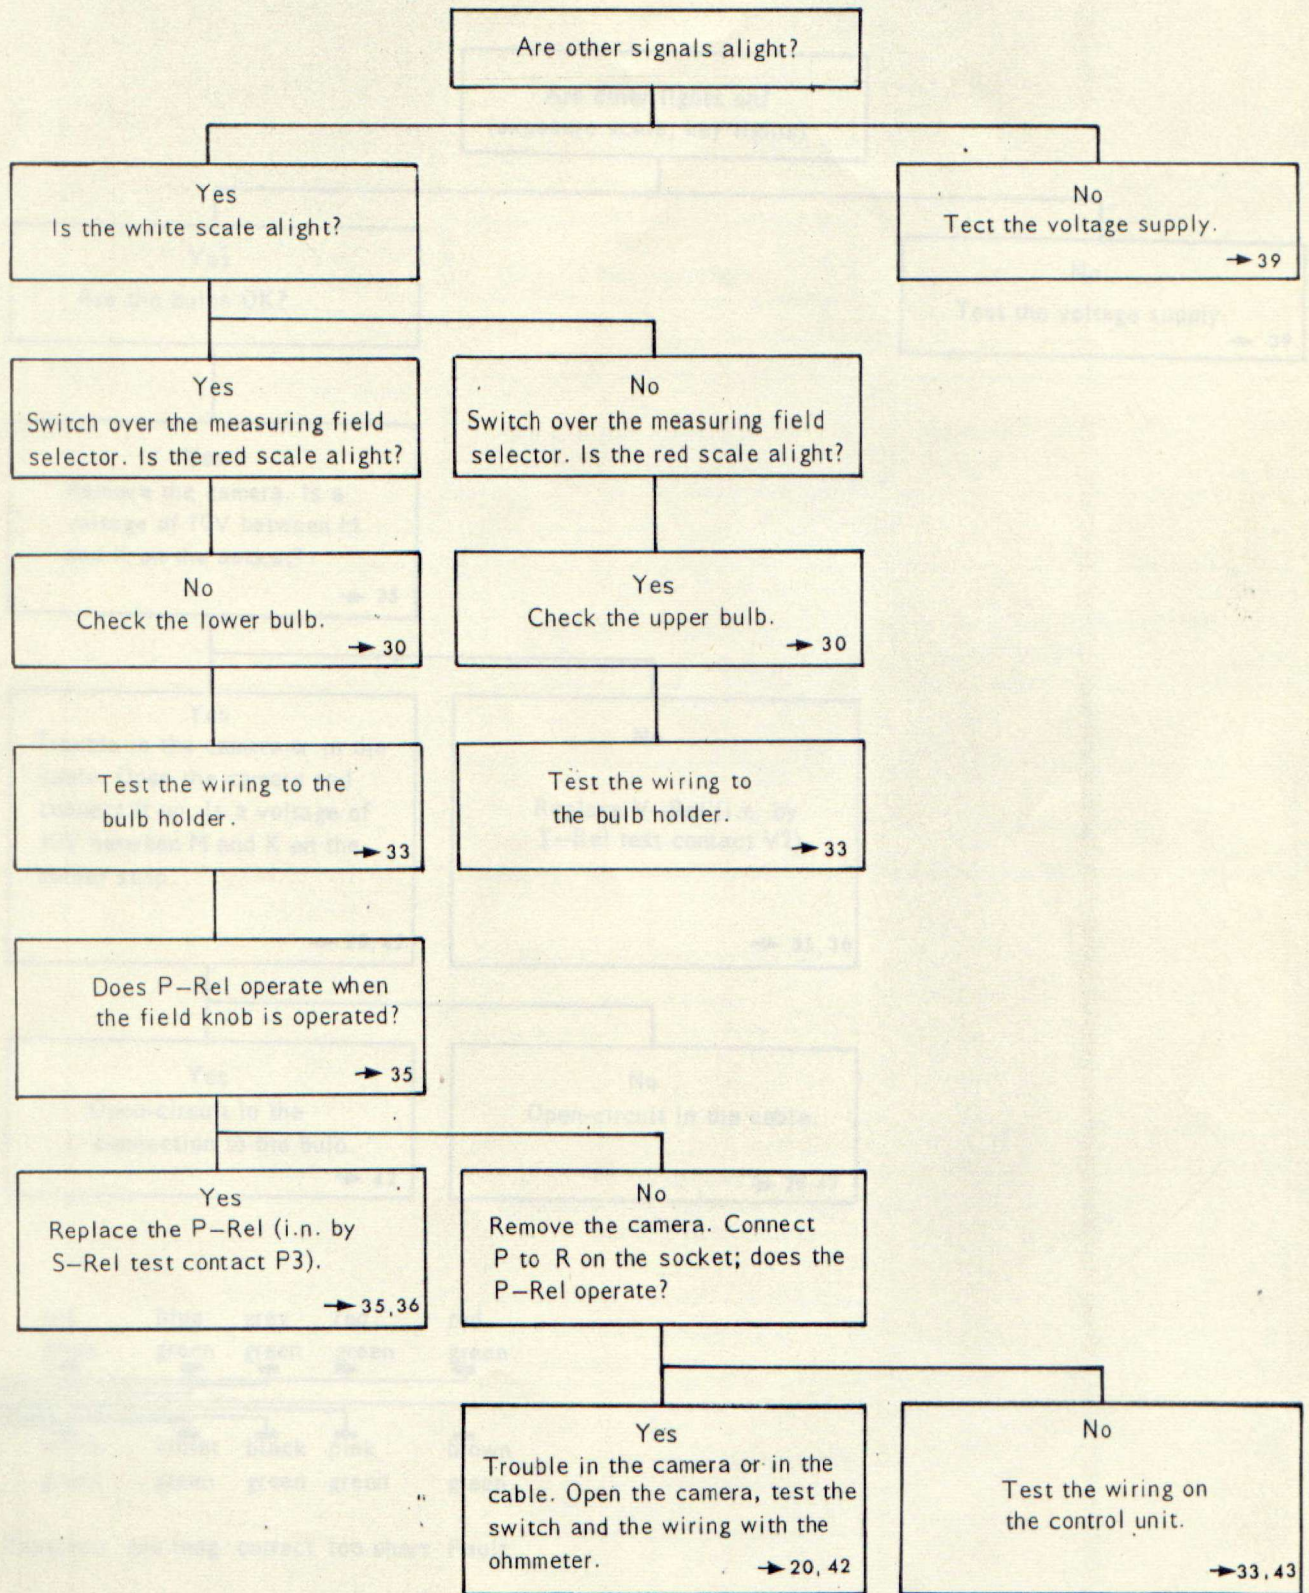 Are other signals alight?
Yes
Is the white scale alight?
No
Tect the voltage supply.
→ 39
Yes
Switch over the measuring field
selector. Is the red scale alight?
No
Switch over the measuring field
selector. Is the red scale alight?
No
Check the lower bulb.
→ 30
Yes
Check the upper bulb.
→ 30
Test the wiring to the
bulb holder.
→ 33
Test the wiring to
the bulb holder.
→ 33
Does P-Rel operate when
the field knob is operated?
→ 35
Yes
Replace the P-Rel (i.n. by
S-Rel test contact P3).
→ 35,36
No
Remove the camera. Connect
P to R on the socket; does the
P-Rel operate?
Yes
Trouble in the camera or in the
cable. Open the camera, test the
switch and the wiring with the
ohmmeter.
→ 20, 42
No
Test the wiring on
the control unit.
→ 33,43